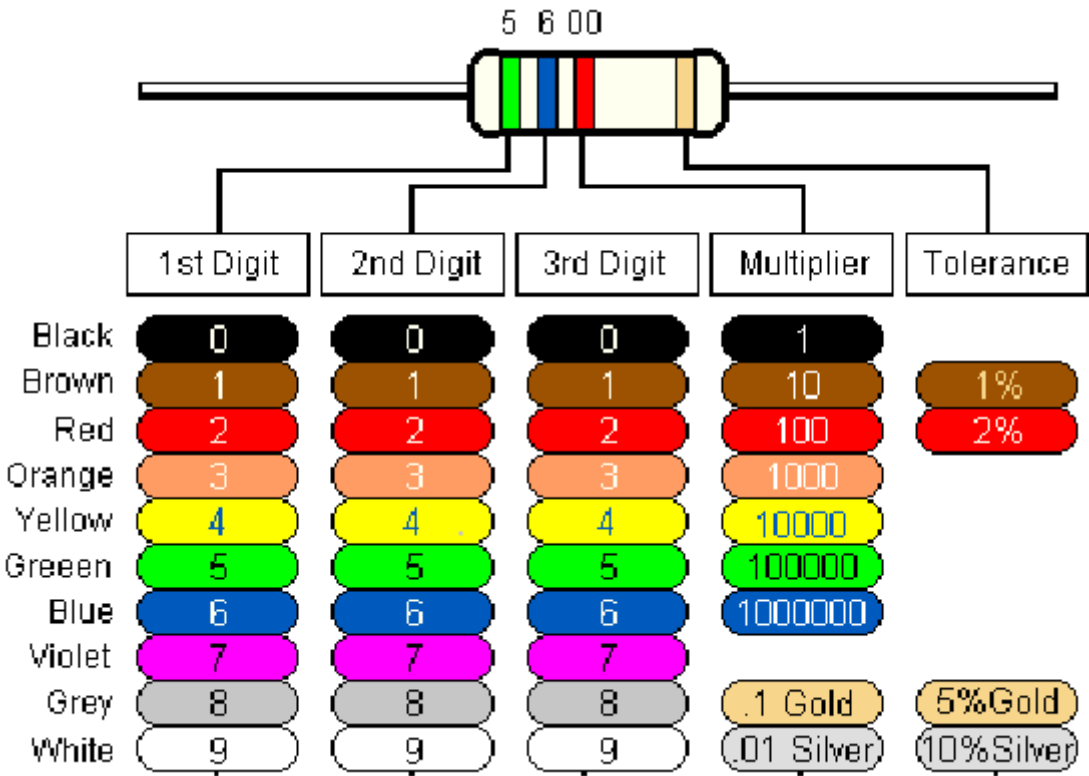 5 6 00
1st Digit 2nd Digit 3rd Digit Multiplier Tolerance
Black 0 0 0 1
Brown 1 1 1 10 1%
Red 2 2 2 100 2%
Orange 3 3 3 1000
Yellow 4 4 4 10000
Greeen 5 5 5 100000
Blue 6 6 6 1000000
Violet 7 7 7
Grey 8 8 8 .1 Gold 5%Gold
White 9 9 9 .01 Silver 10%Silver